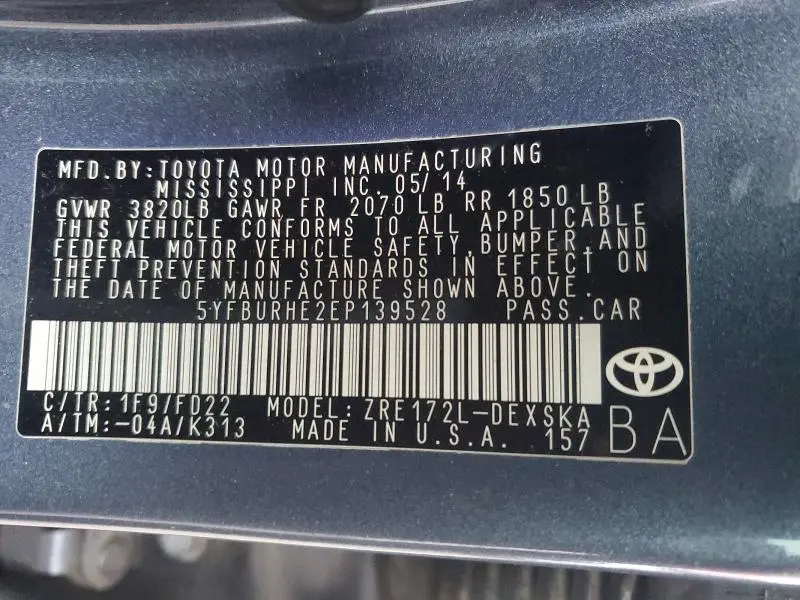 MFD.BY:TOYOTA MOTOR MANUFACTURING
MISSISSIPPI INC. 05/14
GVWR 3820LB GAWR FR 2070 LB RR 1850 LB
THIS VEHICLE CONFORMS TO ALL APPLICABLE
FEDERAL MOTOR VEHICLE SAFETY,BUMPER,AND
THEFT PREVENTION STANDARDS IN EFFECT ON
THE DATE OF MANUFACTURE SHOWN ABOVE.
5YFBURHE2EP139528 PASS.CAR
C/TR:1F9/FD22 MODEL: ZRE172L-DEXSKA
A/TM:-04A/K313 MADE IN U.S.A. 157 BA